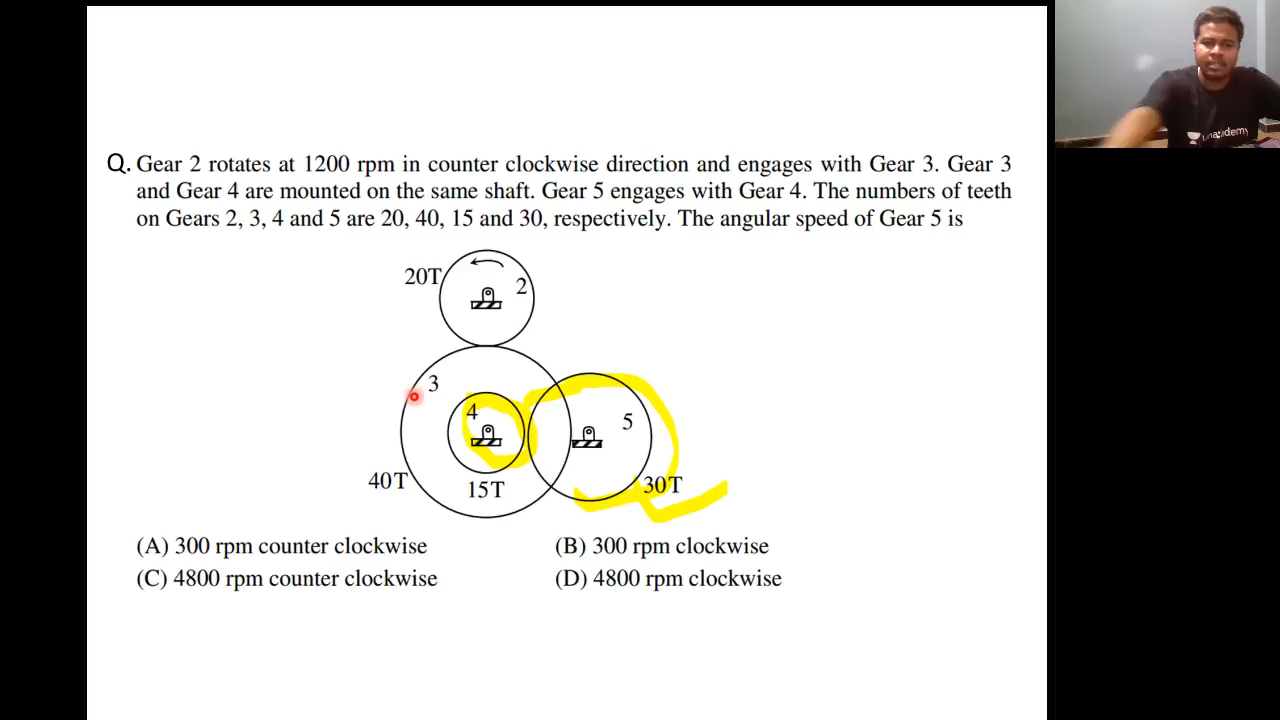 Q. Gear 2 rotates at 1200 rpm in counter clockwise direction and engages with Gear 3. Gear 3
and Gear 4 are mounted on the same shaft. Gear 5 engages with Gear 4. The numbers of teeth
on Gears 2, 3, 4 and 5 are 20, 40, 15 and 30, respectively. The angular speed of Gear 5 is
20T
2
3
4
5
40T
15T
30T
(A) 300 rpm counter clockwise
(B) 300 rpm clockwise
(C) 4800 rpm counter clockwise
(D) 4800 rpm clockwise
unacademy